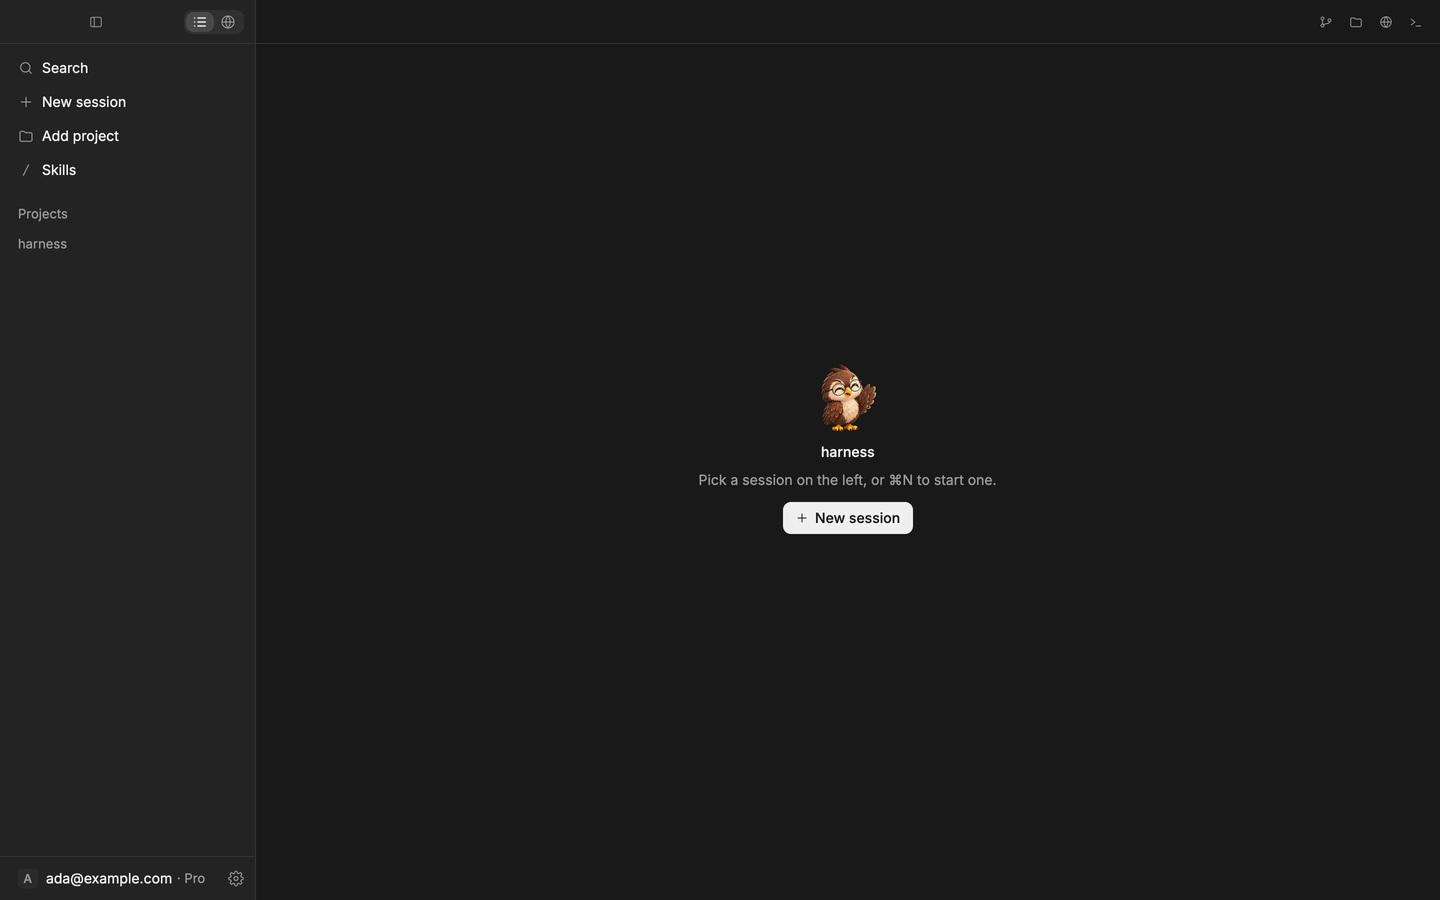 Search
New session
Add project
/ Skills
Projects
harness
harness
Pick a session on the left, or ⌘N to start one.
+ New session
A ada@example.com · Pro